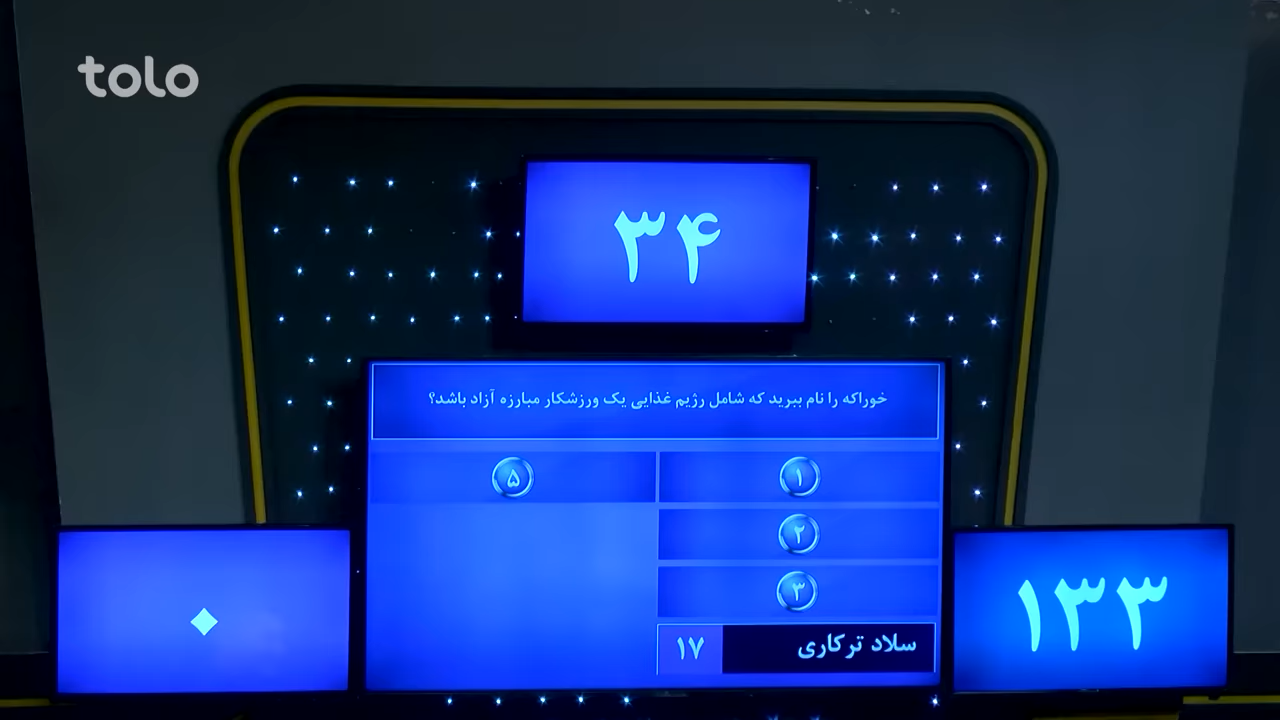 tolo
۳۴
خوراکه را نام ببرید که شامل رژیم غذایی یک ورزشکار مبارزه آزاد باشد؟
۱
۲
۳
سلاد ترکاری ۱۷
۵
۱۳۳
۰